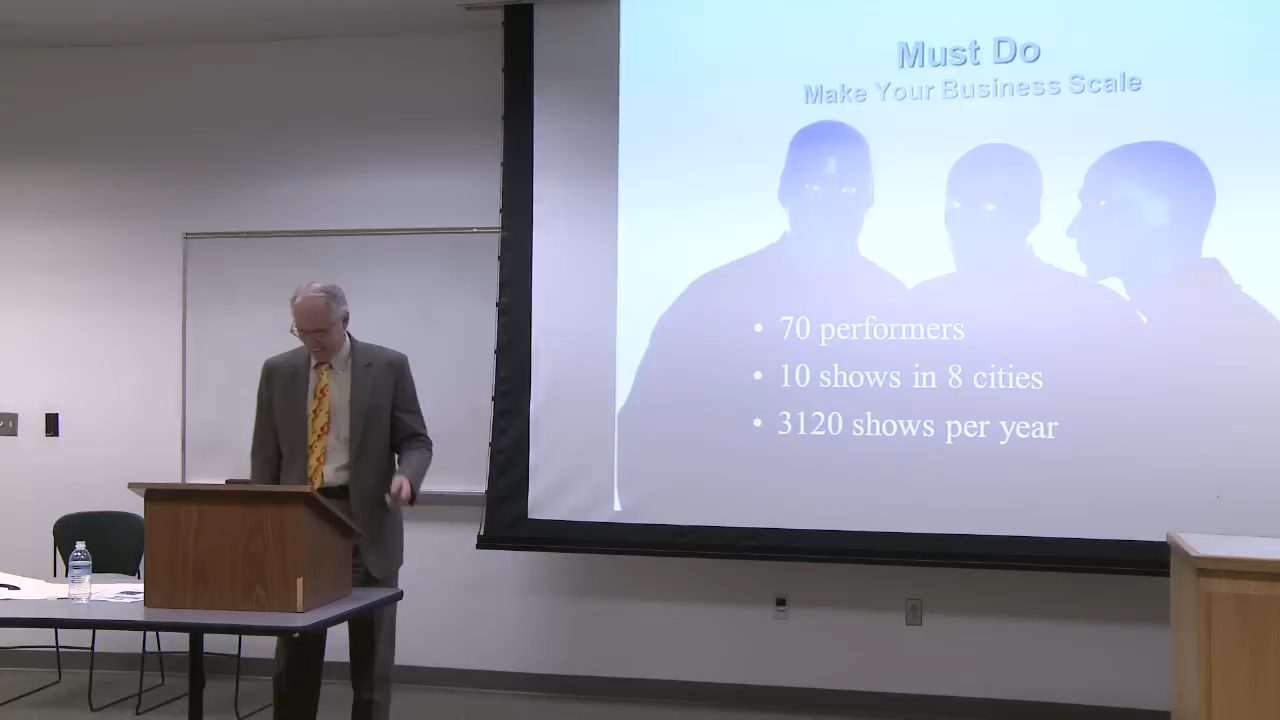 Must Do
Make Your Business Scale
• 70 performers
• 10 shows in 8 cities
• 3120 shows per year